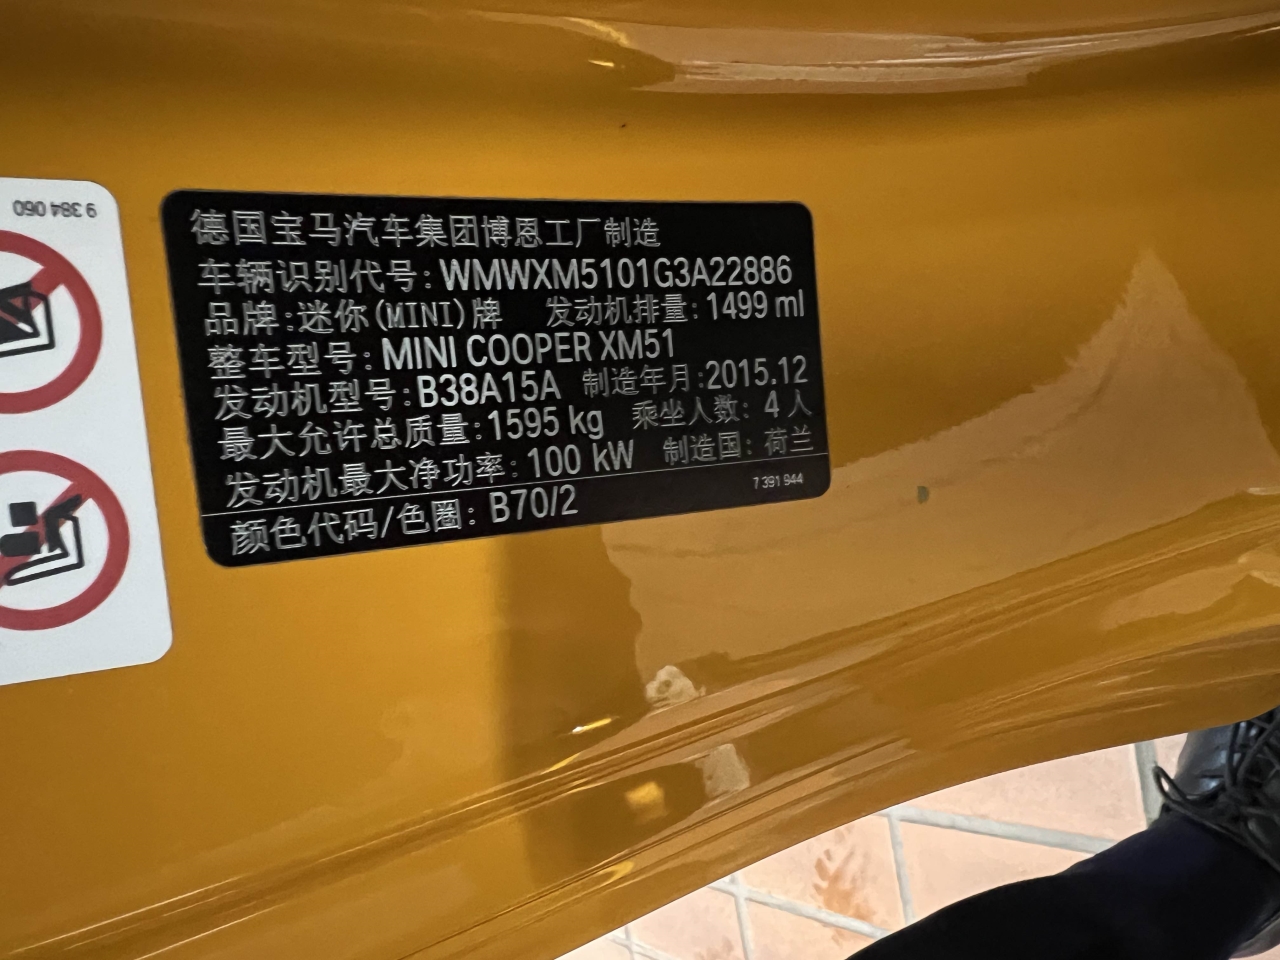 9 384 060
德国宝马汽车集团博恩工厂制造
车辆识别代号: WMWXM5101G3A22886
品牌:迷你(MINI)牌 发动机排量: 1499 ml
整车型号: MINI COOPER XM51
发动机型号: B38A15A 制造年月:2015.12
最大允许总质量: 1595 kg 乘坐人数: 4 人
发动机最大净功率: 100 kW 制造国: 荷兰
7 391 944
颜色代码/色圈: B70/2